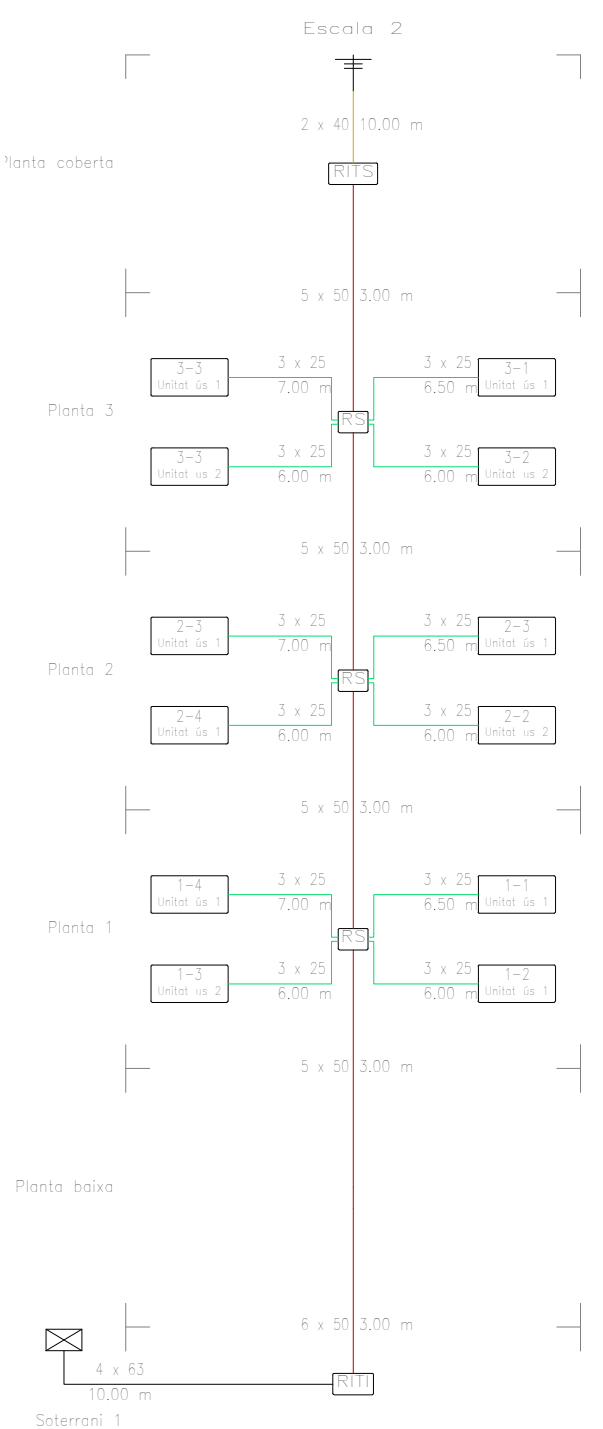 Escala 2
2 x 40 10.00 m
Planta coberta
RITS
5 x 50 3.00 m
3-3
Unitat ús 1
3 x 25
7.00 m
3 x 25
6.50 m
3-1
Unitat ús 1
Planta 3
RS
3-3
Unitat us 2
3 x 25
6.00 m
3 x 25
6.00 m
3-2
Unitat us 2
5 x 50 3.00 m
2-3
Unitat ús 1
3 x 25
7.00 m
3 x 25
6.50 m
2-3
Unitat ús 1
Planta 2
RS
2-4
Unitat ús 1
3 x 25
6.00 m
3 x 25
6.00 m
2-2
Unitat us 2
5 x 50 3.00 m
1-4
Unitat ús 1
3 x 25
7.00 m
3 x 25
6.50 m
1-1
Unitat ús 1
Planta 1
RS
1-3
Unitat us 2
3 x 25
6.00 m
3 x 25
6.00 m
1-2
Unitat ús 1
5 x 50 3.00 m
Planta baixa
6 x 50 3.00 m
4 x 63
10.00 m
RITI
Soterrani 1